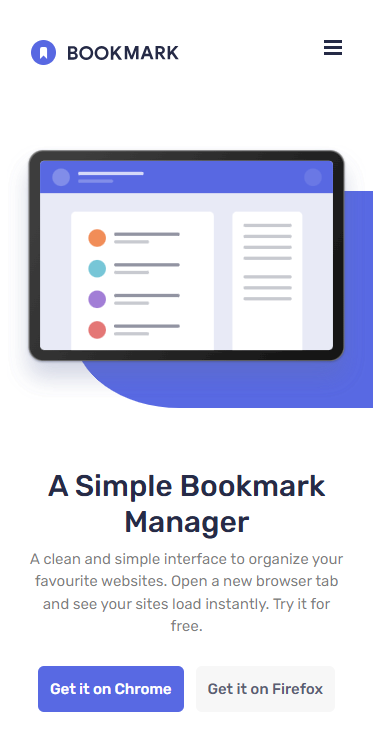 BOOKMARK
A Simple Bookmark
Manager
A clean and simple interface to organize your
favourite websites. Open a new browser tab
and see your sites load instantly. Try it for
free.
Get it on Chrome
Get it on Firefox